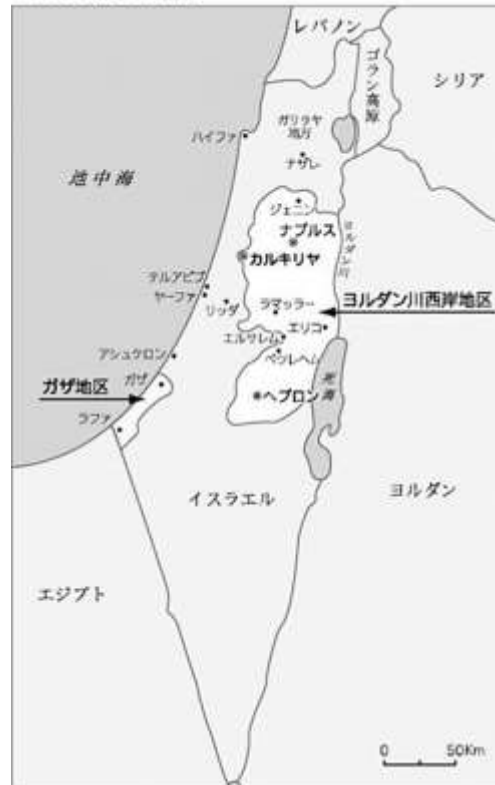 レバノン
ゴラン高原
シリア
ガリラヤ
地方
ハイファ
ナザレ
地中海
ジェニン
ナブルス
ヨルダン川
カルキリヤ
テルアビブ
ヤーファ
リッダ
ラマッラー
ヨルダン川西岸地区
エリコ
エルサレム
アシュケロン
ベツレヘム
ガザ地区
ガザ
死海
ヘブロン
ラファ
イスラエル
ヨルダン
エジプト
0 50Km